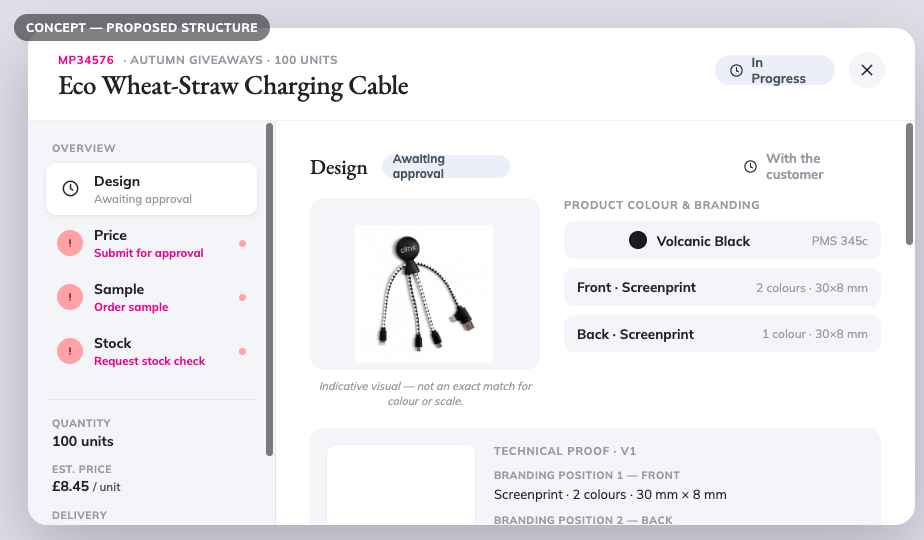 CONCEPT — PROPOSED STRUCTURE
MP34576 · AUTUMN GIVEAWAYS · 100 UNITS
Eco Wheat-Straw Charging Cable
In
Progress
OVERVIEW
Design
Awaiting approval
!
Price
Submit for approval
!
Sample
Order sample
!
Stock
Request stock check
QUANTITY
100 units
EST. PRICE
£8.45 / unit
DELIVERY
Design
Awaiting
approval
With the
customer
Indicative visual — not an exact match for
colour or scale.
PRODUCT COLOUR & BRANDING
Volcanic Black PMS 345c
Front · Screenprint 2 colours · 30×8 mm
Back · Screenprint 1 colour · 30×8 mm
TECHNICAL PROOF · V1
BRANDING POSITION 1 — FRONT
Screenprint · 2 colours · 30 mm × 8 mm
BRANDING POSITION 2 — BACK